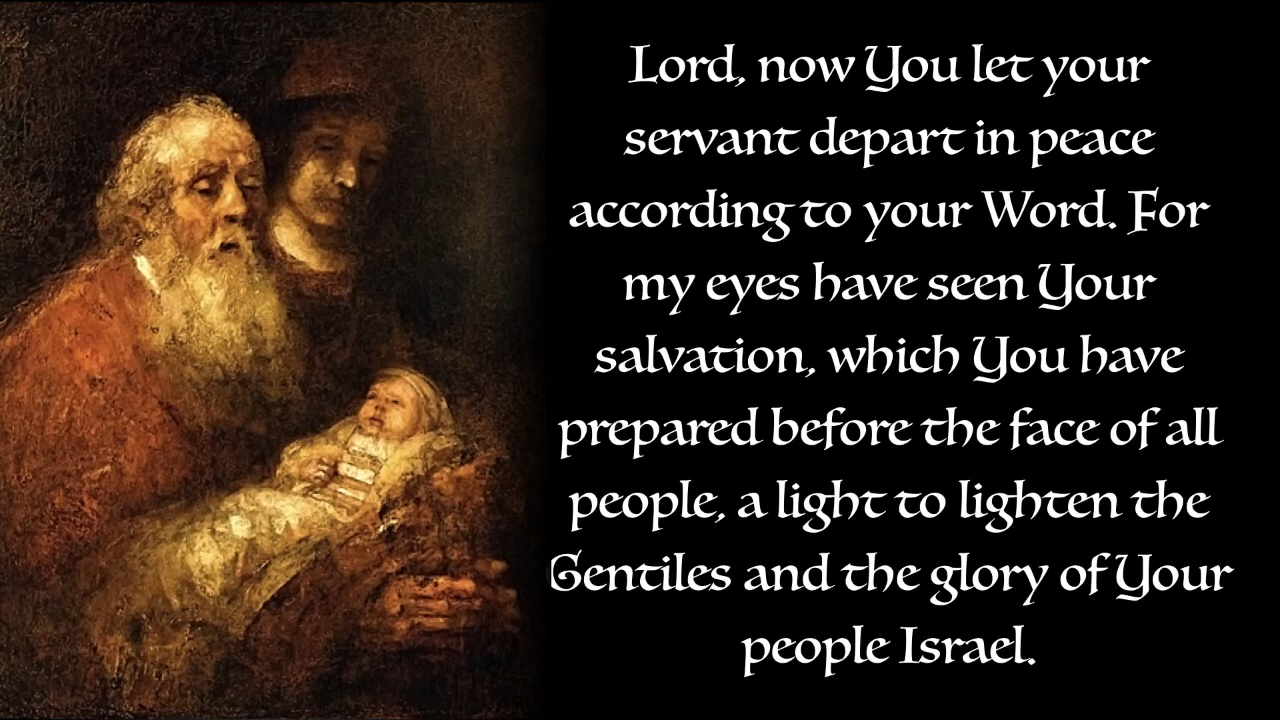 Lord, now You let your
servant depart in peace
according to your Word. For
my eyes have seen Your
salvation, which You have
prepared before the face of all
people, a light to lighten the
Gentiles and the glory of Your
people Israel.